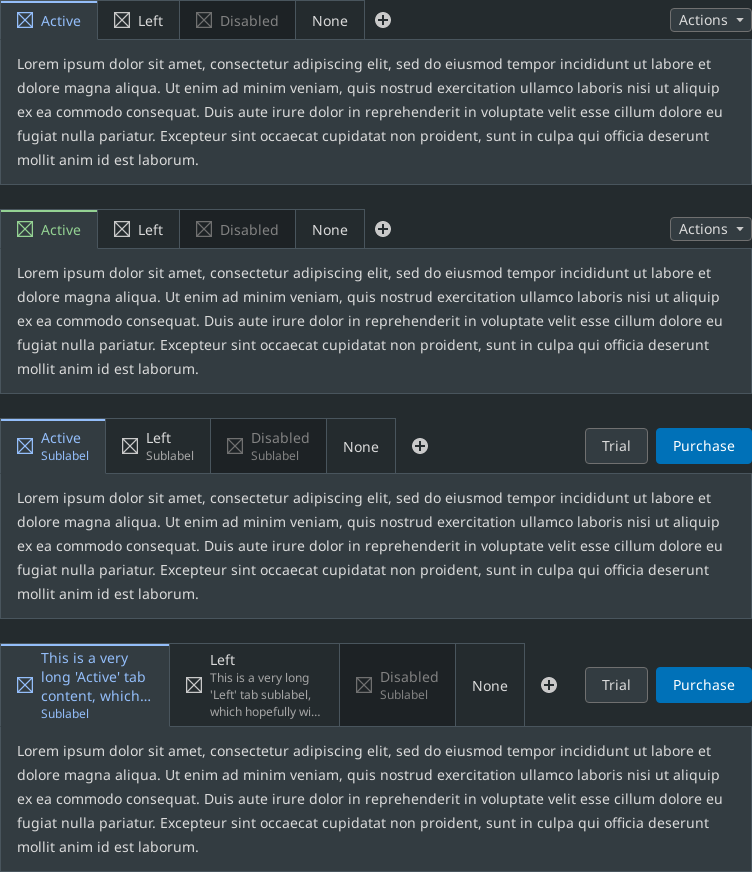 Active Left Disabled None Actions
Lorem ipsum dolor sit amet, consectetur adipiscing elit, sed do eiusmod tempor incididunt ut labore et
dolore magna aliqua. Ut enim ad minim veniam, quis nostrud exercitation ullamco laboris nisi ut aliquip
ex ea commodo consequat. Duis aute irure dolor in reprehenderit in voluptate velit esse cillum dolore eu
fugiat nulla pariatur. Excepteur sint occaecat cupidatat non proident, sunt in culpa qui officia deserunt
mollit anim id est laborum.
Active Left Disabled None Actions
Lorem ipsum dolor sit amet, consectetur adipiscing elit, sed do eiusmod tempor incididunt ut labore et
dolore magna aliqua. Ut enim ad minim veniam, quis nostrud exercitation ullamco laboris nisi ut aliquip
ex ea commodo consequat. Duis aute irure dolor in reprehenderit in voluptate velit esse cillum dolore eu
fugiat nulla pariatur. Excepteur sint occaecat cupidatat non proident, sunt in culpa qui officia deserunt
mollit anim id est laborum.
Active
Sublabel
Left
Sublabel
Disabled
Sublabel
None
Trial
Purchase
Lorem ipsum dolor sit amet, consectetur adipiscing elit, sed do eiusmod tempor incididunt ut labore et
dolore magna aliqua. Ut enim ad minim veniam, quis nostrud exercitation ullamco laboris nisi ut aliquip
ex ea commodo consequat. Duis aute irure dolor in reprehenderit in voluptate velit esse cillum dolore eu
fugiat nulla pariatur. Excepteur sint occaecat cupidatat non proident, sunt in culpa qui officia deserunt
mollit anim id est laborum.
This is a very
long 'Active' tab
content, which...
Sublabel
Left
This is a very long
'Left' tab sublabel,
which hopefully wi...
Disabled
Sublabel
None
Trial
Purchase
Lorem ipsum dolor sit amet, consectetur adipiscing elit, sed do eiusmod tempor incididunt ut labore et
dolore magna aliqua. Ut enim ad minim veniam, quis nostrud exercitation ullamco laboris nisi ut aliquip
ex ea commodo consequat. Duis aute irure dolor in reprehenderit in voluptate velit esse cillum dolore eu
fugiat nulla pariatur. Excepteur sint occaecat cupidatat non proident, sunt in culpa qui officia deserunt
mollit anim id est laborum.